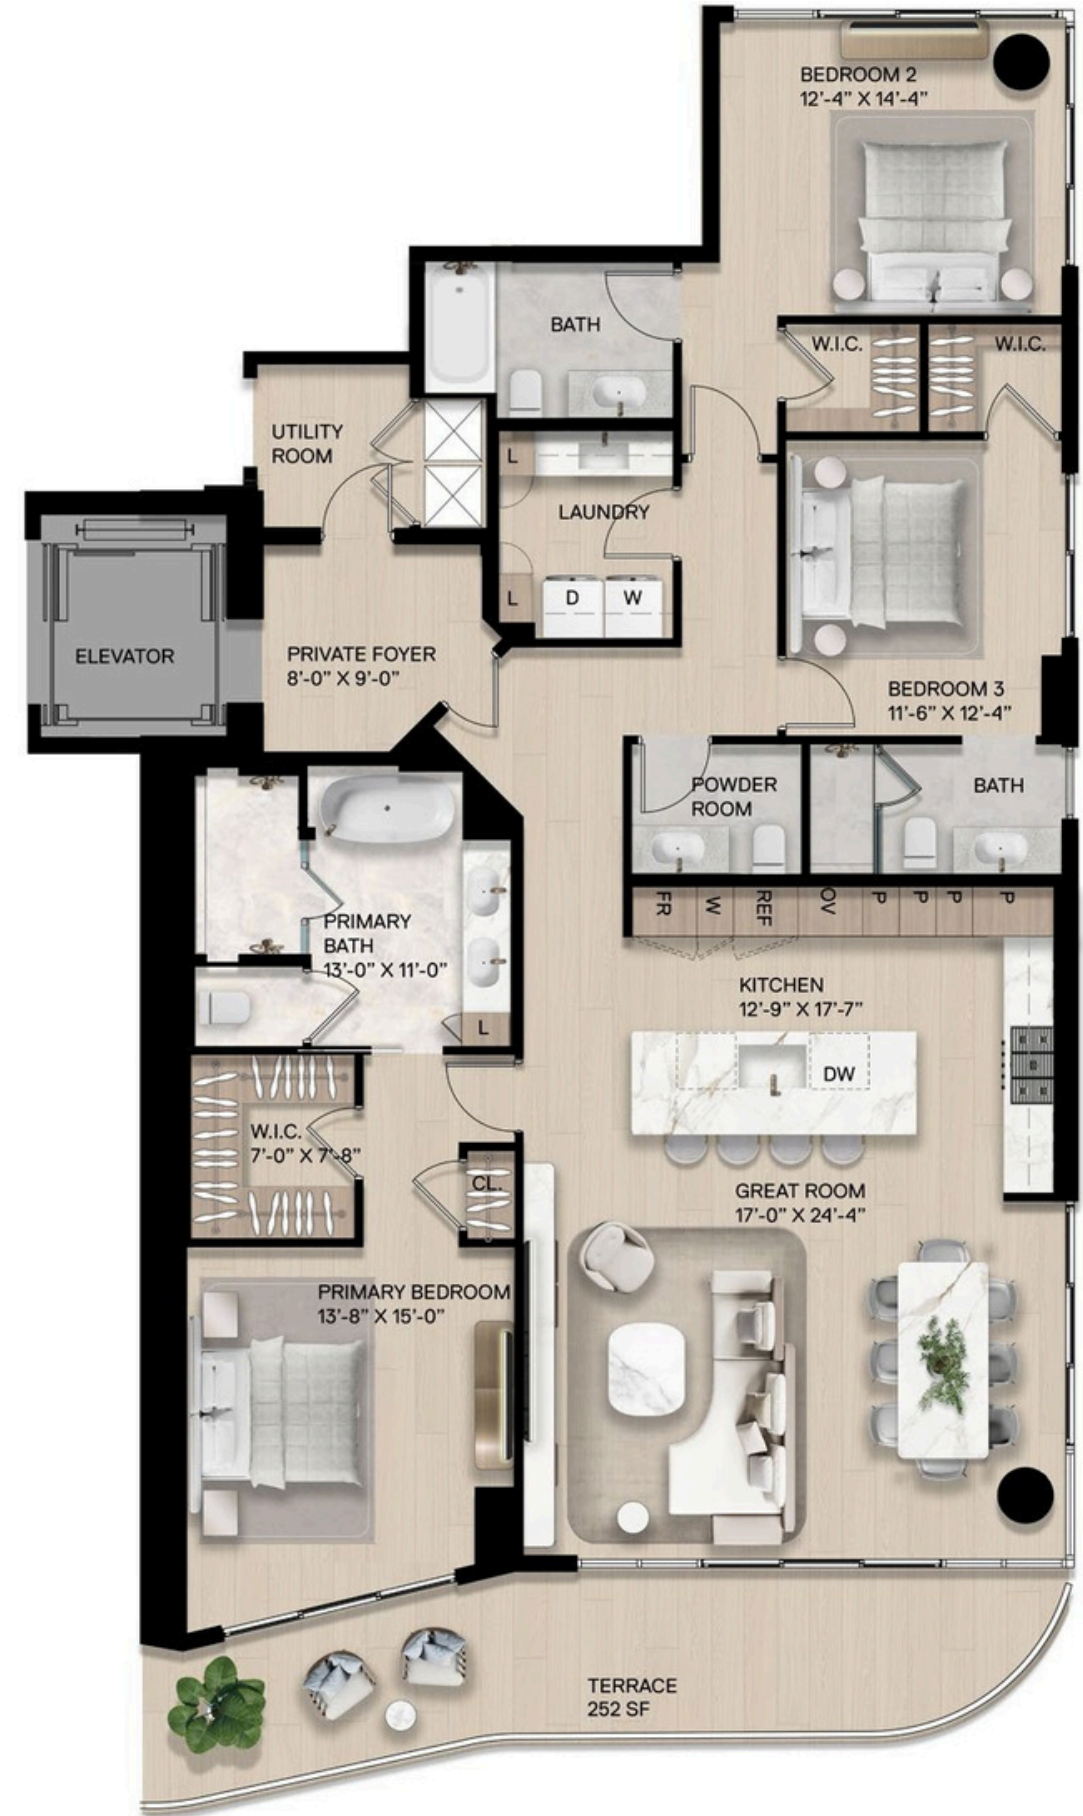 BEDROOM 2
12'-4” X 14'-4”
BATH
W.I.C.
W.I.C.
UTILITY
ROOM
L
LAUNDRY
L
D
W
ELEVATOR
PRIVATE FOYER
8'-0” X 9'-0”
BEDROOM 3
11'-6” X 12'-4”
POWDER
ROOM
BATH
FR
W
REF
OV
P
P
P
P
PRIMARY
BATH
13'-0” X 11'-0”
L
KITCHEN
12'-9” X 17'-7”
DW
W.I.C.
7'-0” X 7'-8”
CL.
GREAT ROOM
17'-0” X 24'-4”
PRIMARY BEDROOM
13'-8” X 15'-0”
TERRACE
252 SF